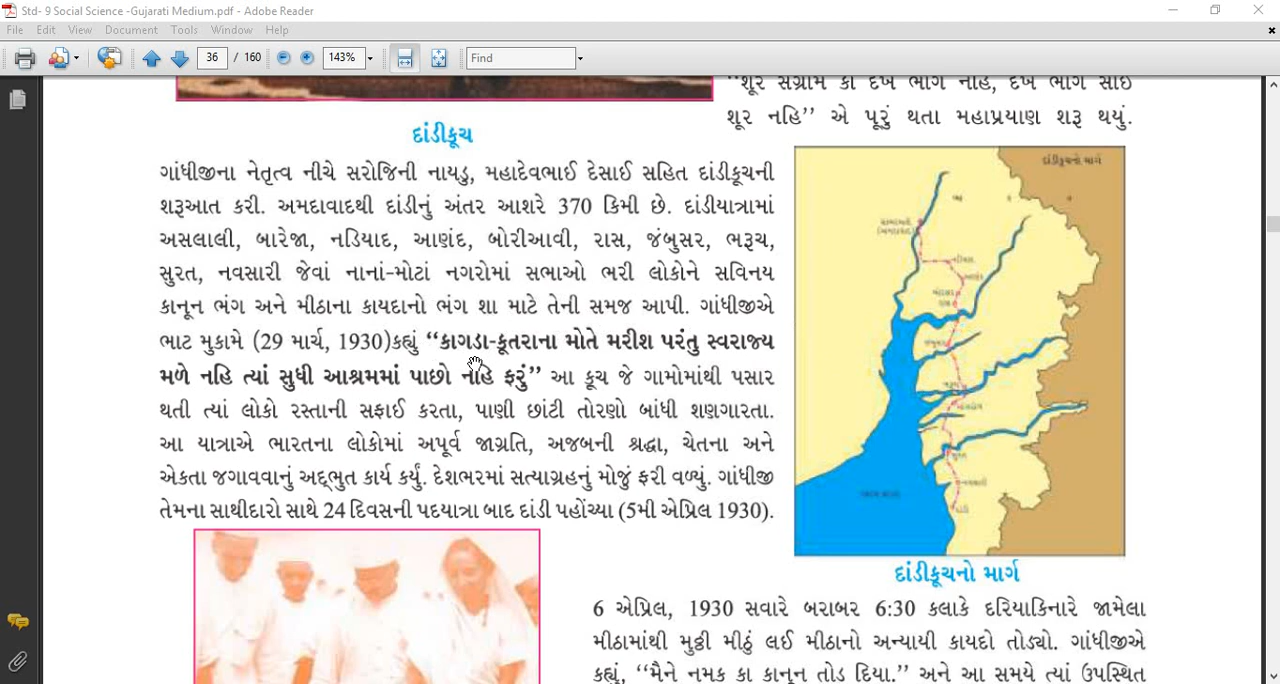 Std- 9 Social Science -Gujarati Medium.pdf - Adobe Reader
File Edit View Document Tools Window Help
36 / 160 143% Find
"શૂર સંગ્રામ કો દેખ ભાગે નહિ, દેખ ભાગે સોઈ
શૂર નહિ" એ પૂરું થતા મહાપ્રયાણ શરૂ થયું.
દાંડીકૂચ
ગાંધીજીના નેતૃત્વ નીચે સરોજિની નાયડુ, મહાદેવભાઈ દેસાઈ સહિત દાંડીકૂચની
શરૂઆત કરી. અમદાવાદથી દાંડીનું અંતર આશરે 370 કિમી છે. દાંડીયાત્રામાં
અસલાલી, બારેજા, નડિયાદ, આણંદ, બોરીઆવી, રાસ, જંબુસર, ભરૂચ,
સુરત, નવસારી જેવાં નાનાં-મોટાં નગરોમાં સભાઓ ભરી લોકોને સવિનય
કાનૂન ભંગ અને મીઠાના કાયદાનો ભંગ શા માટે તેની સમજ આપી. ગાંધીજીએ
ભાટ મુકામે (29 માર્ચ, 1930)કહ્યું "કાગડા-કૂતરાના મોતે મરીશ પરંતુ સ્વરાજ્ય
મળે નહિ ત્યાં સુધી આશ્રમમાં પાછો નહિ ફરું" આ કૂચ જે ગામોમાંથી પસાર
થતી ત્યાં લોકો રસ્તાની સફાઈ કરતા, પાણી છાંટી તોરણો બાંધી શણગારતા.
આ યાત્રાએ ભારતના લોકોમાં અપૂર્વ જાગ્રતિ, અજબની શ્રદ્ધા, ચેતના અને
એકતા જગાવવાનું અદ્ભુત કાર્ય કર્યું. દેશભરમાં સત્યાગ્રહનું મોજું ફરી વળ્યું. ગાંધીજી
તેમના સાથીદારો સાથે 24 દિવસની પદયાત્રા બાદ દાંડી પહોંચ્યા (5મી એપ્રિલ 1930).
દાંડીકૂચનો માર્ગ
દાંડીકૂચનો માર્ગ
6 એપ્રિલ, 1930 સવારે બરાબર 6:30 કલાકે દરિયાકિનારે જામેલા
મીઠામાંથી મુઠ્ઠી મીઠું લઈ મીઠાનો અન્યાયી કાયદો તોડ્યો. ગાંધીજીએ
કહ્યું, "મૈને નમક કા કાનૂન તોડ દિયા." અને આ સમયે ત્યાં ઉપસ્થિત